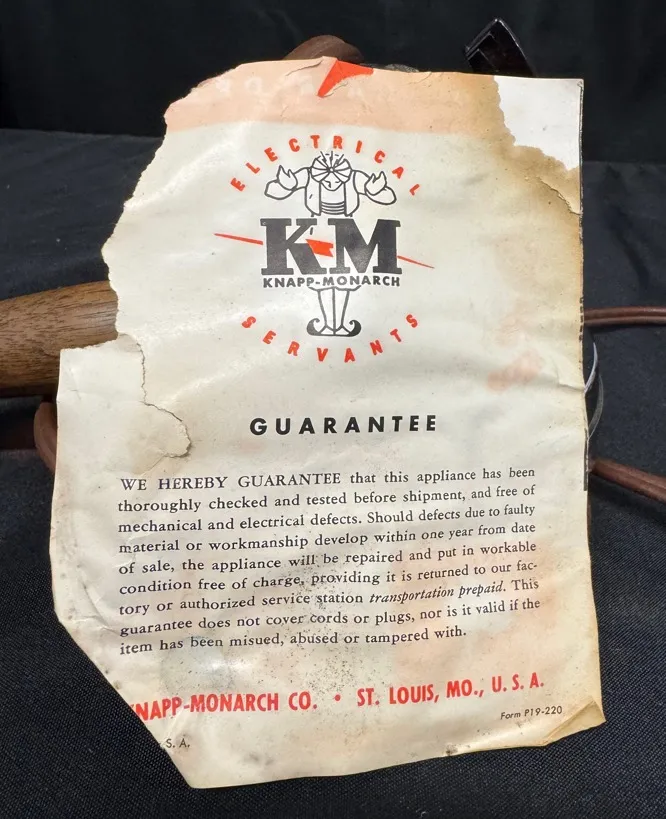 ELECTRICAL
KM
KNAPP-MONARCH
SERVANTS
GUARANTEE
WE HEREBY GUARANTEE that this appliance has been
thoroughly checked and tested before shipment, and free of
mechanical and electrical defects. Should defects due to faulty
material or workmanship develop within one year from date
of sale, the appliance will be repaired and put in workable
condition free of charge, providing it is returned to our fac-
tory or authorized service station transportation prepaid. This
guarantee does not cover cords or plugs, nor is it valid if the
item has been misued, abused or tampered with.
NAPP-MONARCH CO. • ST. LOUIS, MO., U. S. A.
Form P19-220
S. A.